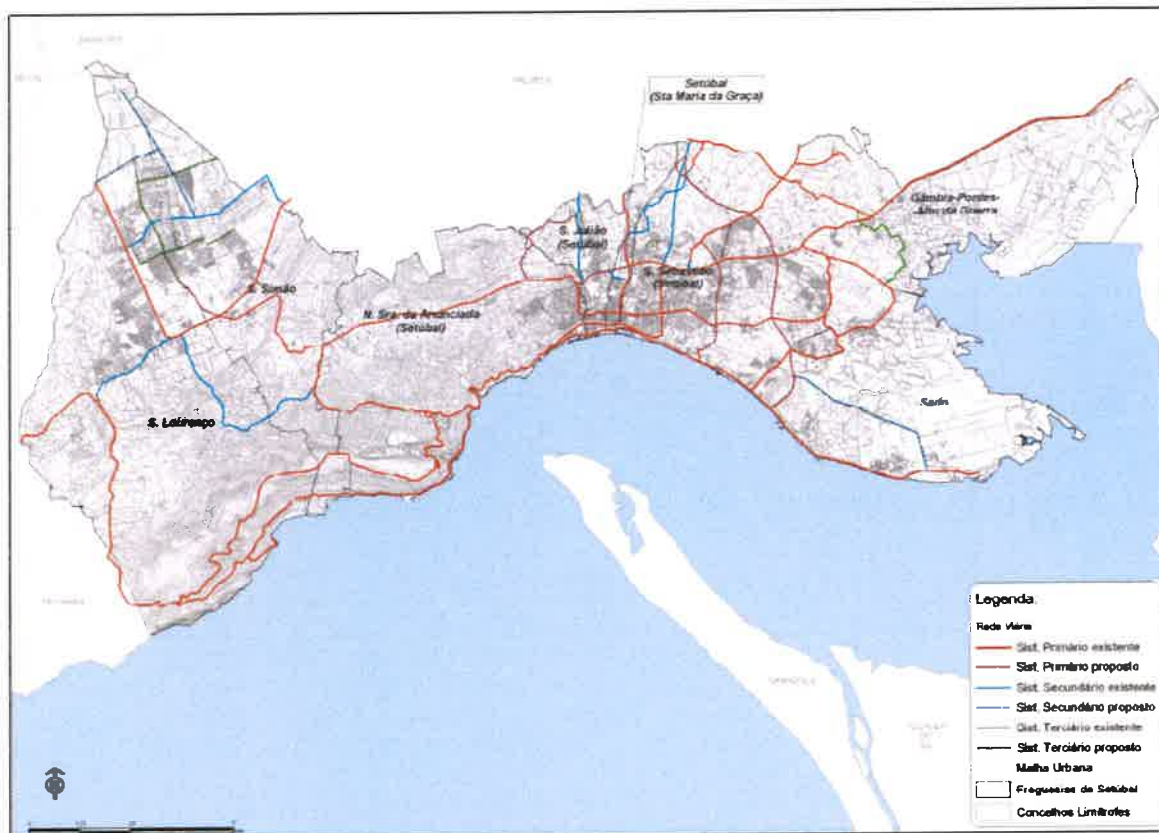 Setúbal
(Sta Maria da Graça)
Gâmbia-Pontes-
Alto da Guerra
S. Julião
(Setúbal)
S. Sebastião
(Setúbal)
S. Simão
N. Sra. da Anunciada
(Setúbal)
S. Lourenço
Sado
Legenda:
Rede Viária
Sist. Primário existente
Sist. Primário proposto
Sist. Secundário existente
Sist. Secundário proposto
Sist. Terciário existente
Sist. Terciário proposto
Malha Urbana
Freguesias de Setúbal
Concelhos Limítrofes